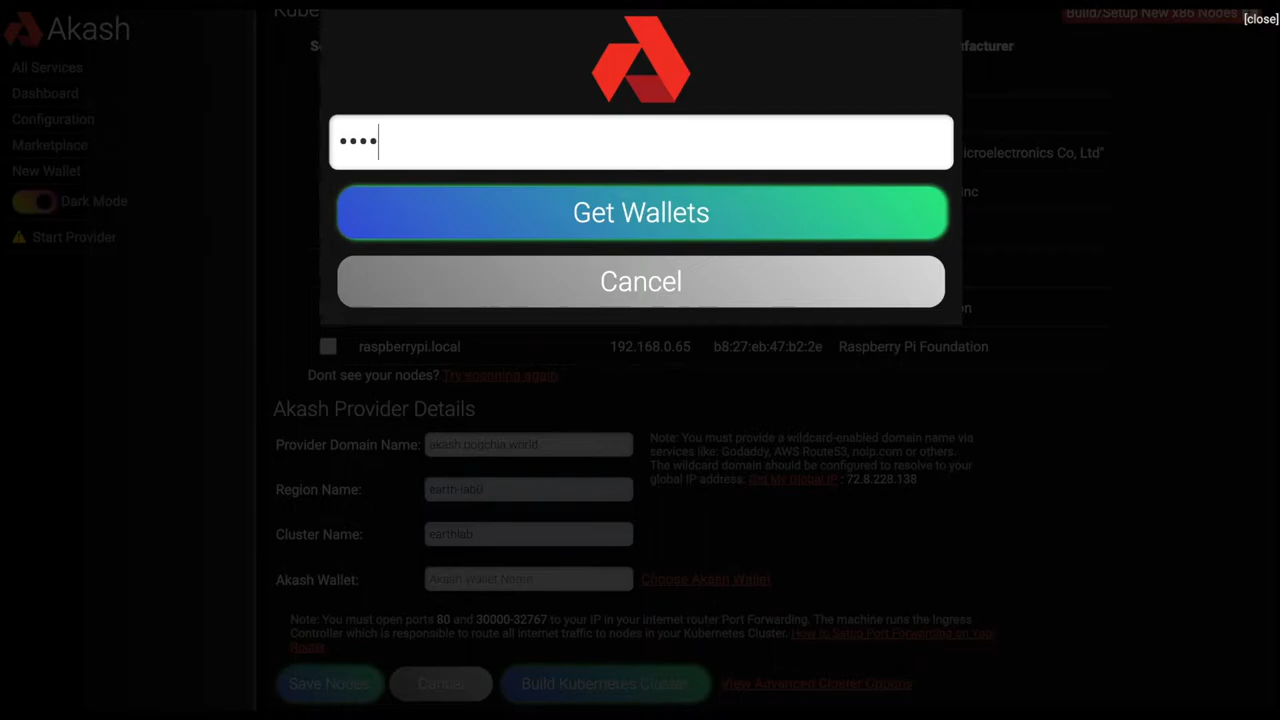 Akash
All Services
Dashboard
Configuration
Marketplace
New Wallet
Dark Mode
Start Provider
Build/Setup New x86 Nodes
[close]
••••
Get Wallets
Cancel
icroelectronics Co, Ltd"
raspberrypi.local 192.168.0.65 b8:27:eb:47:b2:2e Raspberry Pi Foundation
Dont see your nodes? Try scanning again
Akash Provider Details
Provider Domain Name: akash.pogchia.world
Note: You must provide a wildcard-enabled domain name via
services like: Godaddy, AWS Route53, noip.com or others.
The wildcard domain should be configured to resolve to your
global IP address: Get My Global IP : 72.8.228.138
Region Name: earth-lab0
Cluster Name: earthlab
Akash Wallet: Akash Wallet Name Choose Akash Wallet
Note: You must open ports 80 and 30000-32767 to your IP in your internet router Port Forwarding. The machine runs the Ingress
Controller which is responsible to route all internet traffic to nodes in your Kubernetes Cluster. How to Setup Port Forwarding on Your
Router
Save Nodes Cancel Build Kubernetes Cluster View Advanced Cluster Options